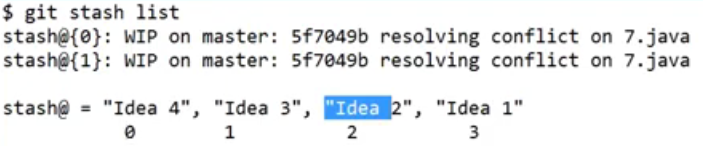 $ git stash list
stash@{0}: WIP on master: 5f7049b resolving conflict on 7.java
stash@{1}: WIP on master: 5f7049b resolving conflict on 7.java
stash@ = "Idea 4", "Idea 3", "Idea 2", "Idea 1"
0 1 2 3